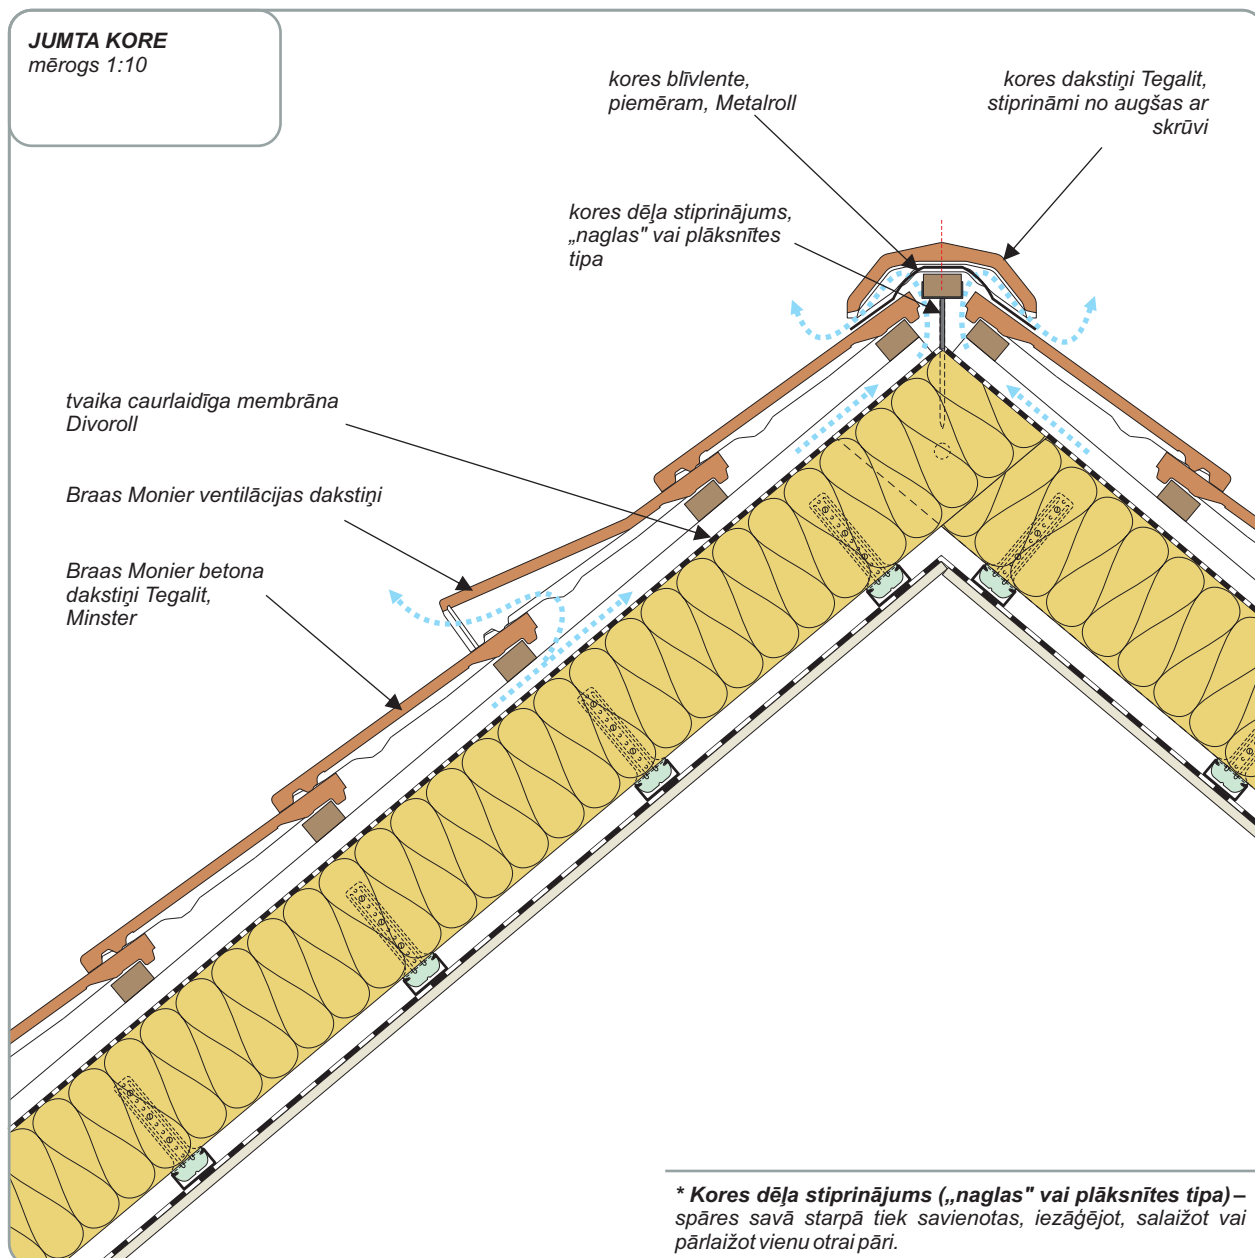 JUMTA KORE
mērogs 1:10
kores blīvlente,
piemēram, Metalroll
kores dakstiņi Tegalit,
stiprināmi no augšas ar
skrūvi
kores dēļa stiprinājums,
„naglas" vai plāksnītes
tipa
tvaika caurlaidīga membrāna
Divoroll
Braas Monier ventilācijas dakstiņi
Braas Monier betona
dakstiņi Tegalit,
Minster
* Kores dēļa stiprinājums („naglas" vai plāksnītes tipa) –
spāres savā starpā tiek savienotas, iezāģējot, salaižot vai
pārlaižot vienu otrai pāri.